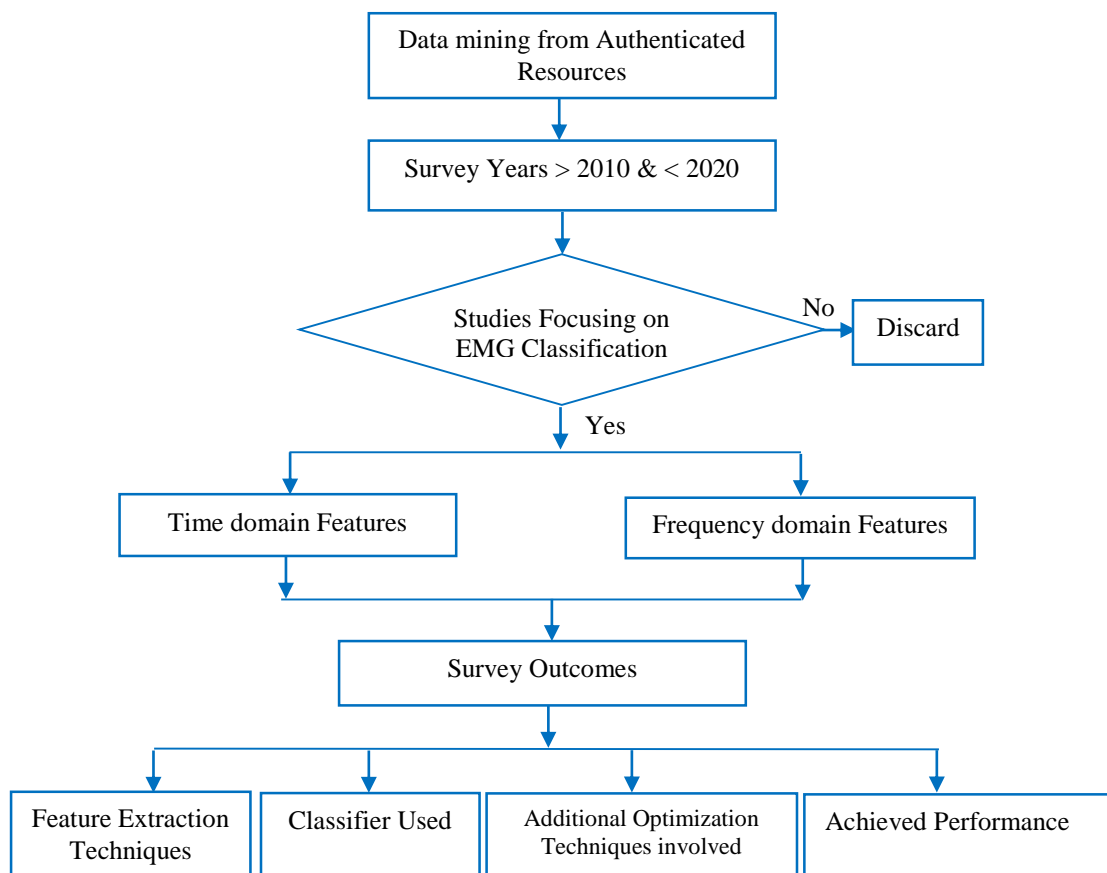 Data mining from Authenticated
Resources
Survey Years > 2010 & < 2020
Studies Focusing on
EMG Classification
No
Discard
Yes
Time domain Features
Frequency domain Features
Survey Outcomes
Feature Extraction
Techniques
Classifier Used
Additional Optimization
Techniques involved
Achieved Performance